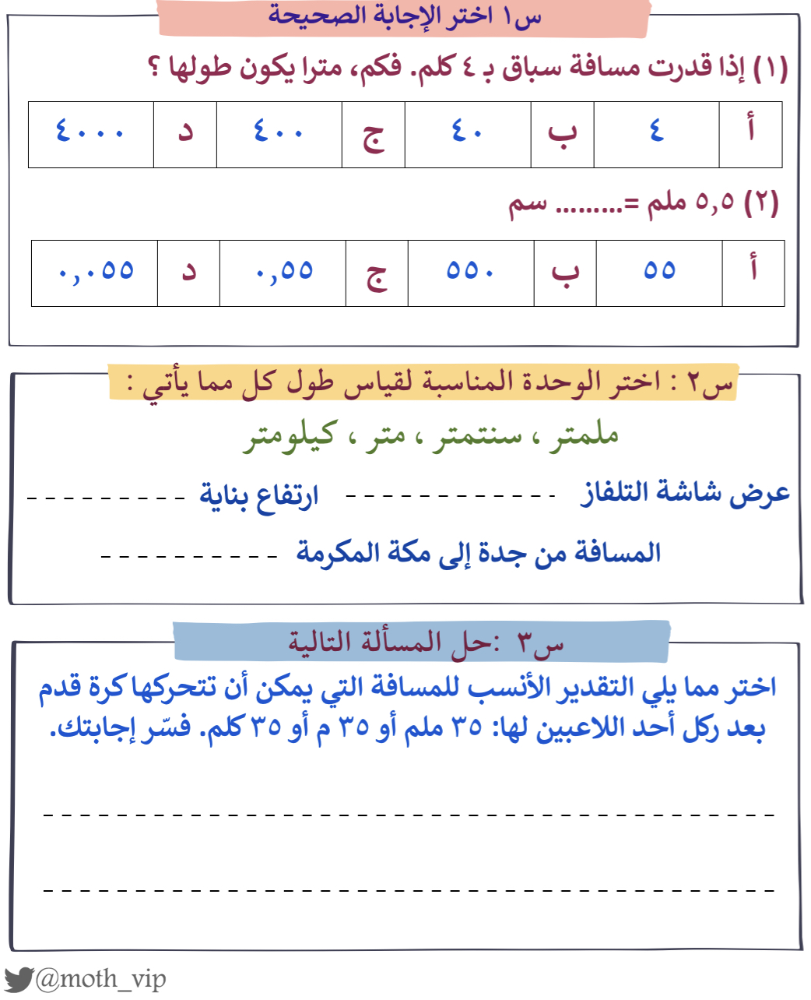 س١ اختر الإجابة الصحيحة
(١) إذا قدرت مسافة سباق بـ ٤ كلم. فكم، مترا يكون طولها ؟
أ ٤ ب ٤٠ ج ٤٠٠ د ٤٠٠٠
(٢) ٥,٥ ملم =......... سم
أ ٥٥ ب ٥٥٠ ج ٠,٥٥ د ٠,٠٥٥
س٢ : اختر الوحدة المناسبة لقياس طول كل مما يأتي :
ملمتر ، سنتمتر ، متر ، كيلومتر
عرض شاشة التلفاز - - - - - - - - - - - - ارتفاع بناية - - - - - - - - -
المسافة من جدة إلى مكة المكرمة - - - - - - - - - -
س٣ :حل المسألة التالية
اختر مما يلي التقدير الأنسب للمسافة التي يمكن أن تتحركها كرة قدم
بعد ركل أحد اللاعبين لها: ٣٥ ملم أو ٣٥ م أو ٣٥ كلم. فسّر إجابتك.
@moth_vip